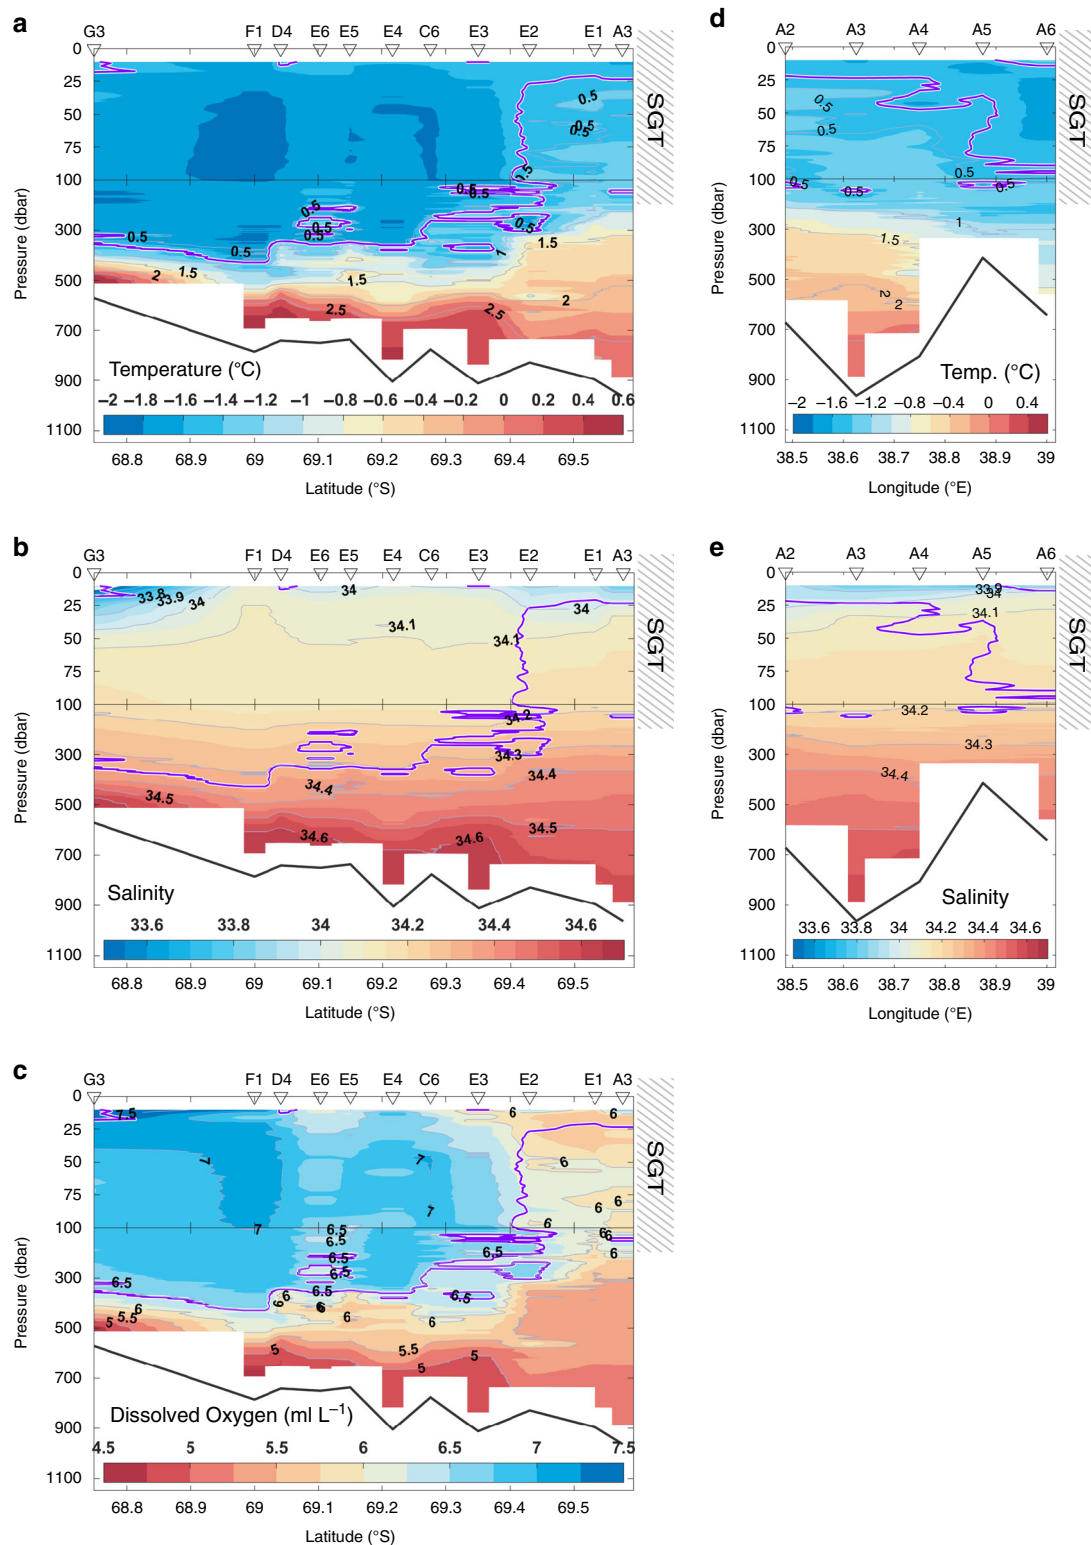 a
G3 F1 D4 E6 E5 E4 C6 E3 E2 E1 A3
0
25
50
75
100
300
500
700
900
1100
Pressure (dbar)
0.5 0.5 0.5 0.5
0.5 0.5 0.5
0.5
0.5 0.5
0.5
0.5 0.5
1
1.5 1.5 1.5
2 2
2.5 2.5
SGT
Temperature (°C)
−2 −1.8 −1.6 −1.4 −1.2 −1 −0.8 −0.6 −0.4 −0.2 0 0.2 0.4 0.6
68.8 68.9 69 69.1 69.2 69.3 69.4 69.5
Latitude (°S)
d
A2 A3 A4 A5 A6
0
25
50
75
100
300
500
700
900
1100
Pressure (dbar)
0.5
0.5
0.5
0.5 0.5 0.5
1
1.5
2
2
SGT
Temp. (°C)
−2 −1.6 −1.2 −0.8 −0.4 0 0.4
38.5 38.6 38.7 38.8 38.9 39
Longitude (°E)
b
G3 F1 D4 E6 E5 E4 C6 E3 E2 E1 A3
0
25
50
75
100
300
500
700
900
1100
Pressure (dbar)
33.8 33.9 34 34 34
34.1 34.1
34.2
34.3
34.4 34.4
34.5 34.5
34.6 34.6
SGT
Salinity
33.6 33.8 34 34.2 34.4 34.6
68.8 68.9 69 69.1 69.2 69.3 69.4 69.5
Latitude (°S)
e
A2 A3 A4 A5 A6
0
25
50
75
100
300
500
700
900
1100
Pressure (dbar)
33.9
34
34.1
34.2
34.3
34.4
SGT
Salinity
33.6 33.8 34 34.2 34.4 34.6
38.5 38.6 38.7 38.8 38.9 39
Longitude (°E)
c
G3 F1 D4 E6 E5 E4 C6 E3 E2 E1 A3
0
25
50
75
100
300
500
700
900
1100
Pressure (dbar)
7.5 6 6
7 7 6
7 6 6
7 6 6 6
6.5
6.5 6.5 6
6.5
6.5 6.5
6.5 6.5
6 6 6 6 6 6
5.5 5.5
5 5 5 5
SGT
Dissolved Oxygen (ml L−1)
4.5 5 5.5 6 6.5 7 7.5
68.8 68.9 69 69.1 69.2 69.3 69.4 69.5
Latitude (°S)